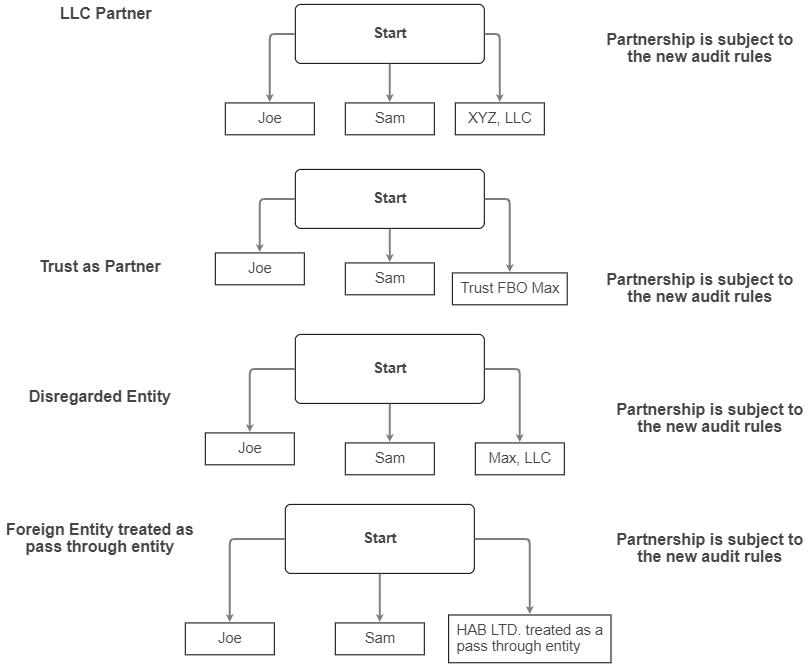 LLC Partner
Start
Partnership is subject to
the new audit rules
Joe
Sam
XYZ, LLC
Trust as Partner
Start
Joe
Sam
Trust FBO Max
Partnership is subject to
the new audit rules
Disregarded Entity
Start
Partnership is subject to
the new audit rules
Joe
Sam
Max, LLC
Foreign Entity treated as
pass through entity
Start
Partnership is subject to
the new audit rules
Joe
Sam
HAB LTD. treated as a
pass through entity